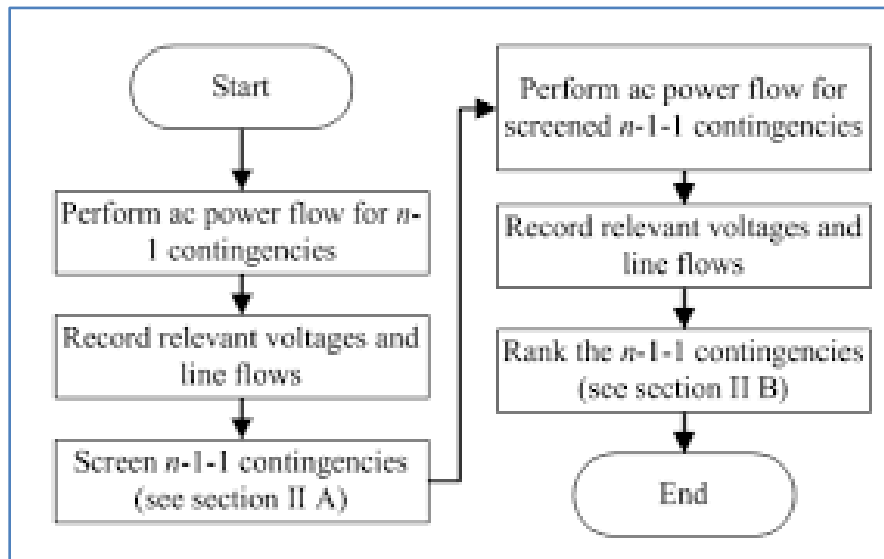 Start
Perform ac power flow for n-
1 contingencies
Record relevant voltages and
line flows
Screen n-1-1 contingencies
(see section II A)
Perform ac power flow for
screened n-1-1 contingencies
Record relevant voltages and
line flows
Rank the n-1-1 contingencies
(see section II B)
End